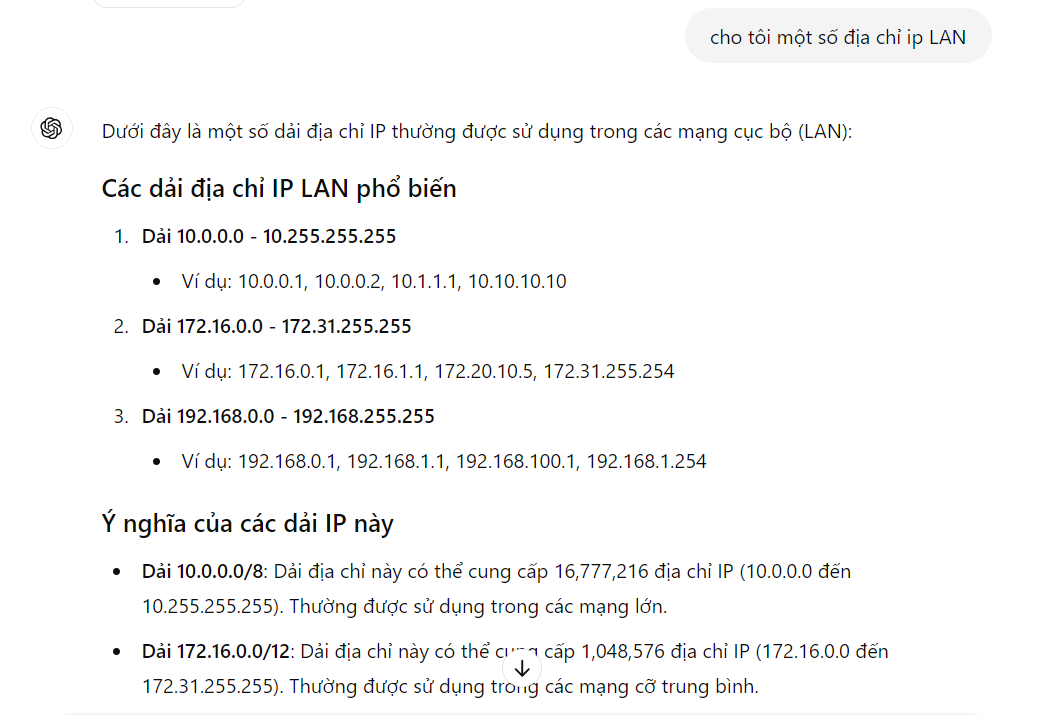 cho tôi một số địa chỉ ip LAN
Dưới đây là một số dải địa chỉ IP thường được sử dụng trong các mạng cục bộ (LAN):
Các dải địa chỉ IP LAN phổ biến
1. Dải 10.0.0.0 - 10.255.255.255
• Ví dụ: 10.0.0.1, 10.0.0.2, 10.1.1.1, 10.10.10.10
2. Dải 172.16.0.0 - 172.31.255.255
• Ví dụ: 172.16.0.1, 172.16.1.1, 172.20.10.5, 172.31.255.254
3. Dải 192.168.0.0 - 192.168.255.255
• Ví dụ: 192.168.0.1, 192.168.1.1, 192.168.100.1, 192.168.1.254
Ý nghĩa của các dải IP này
• Dải 10.0.0.0/8: Dải địa chỉ này có thể cung cấp 16,777,216 địa chỉ IP (10.0.0.0 đến
10.255.255.255). Thường được sử dụng trong các mạng lớn.
• Dải 172.16.0.0/12: Dải địa chỉ này có thể cung cấp 1,048,576 địa chỉ IP (172.16.0.0 đến
172.31.255.255). Thường được sử dụng trong các mạng cỡ trung bình.